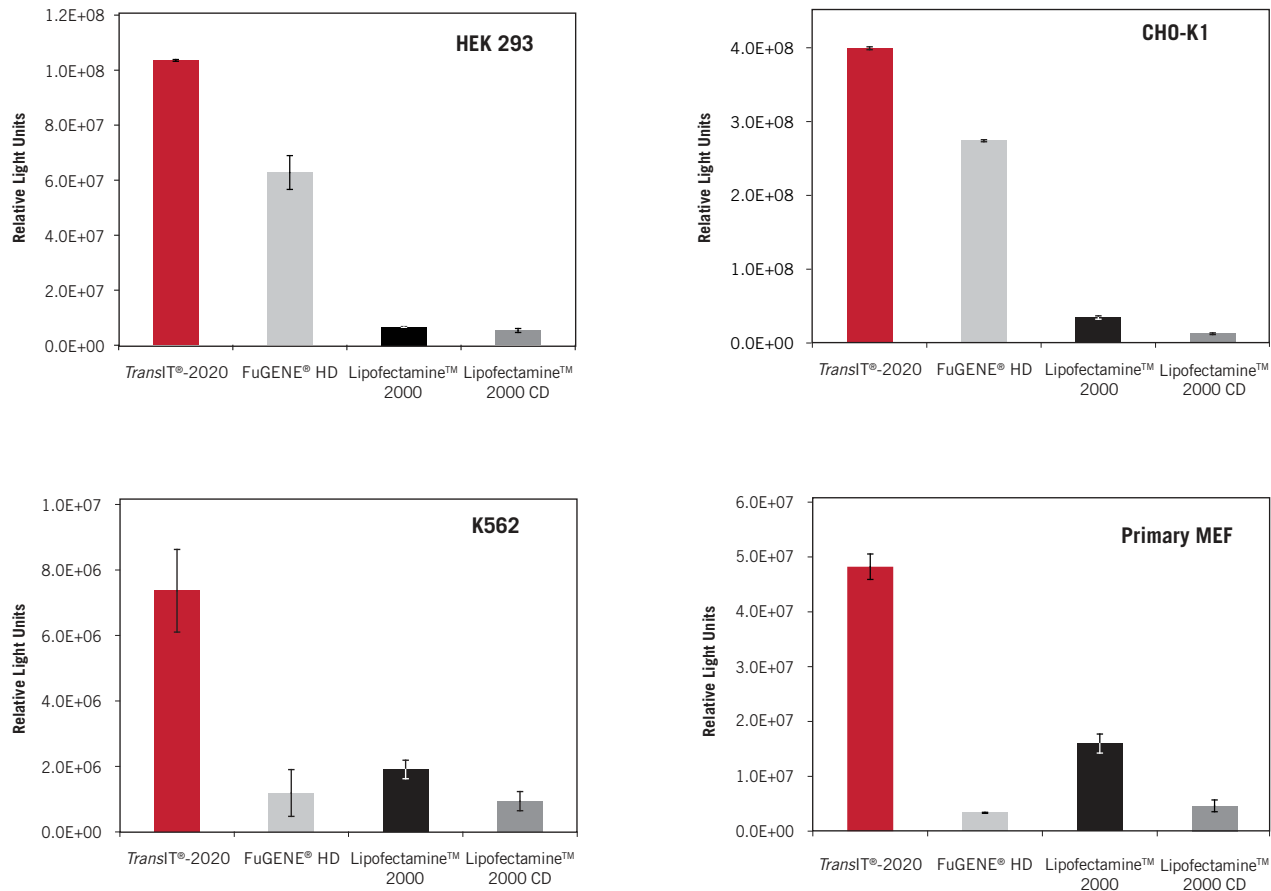 HEK 293
Relative Light Units
1.2E+08
1.0E+08
8.0E+07
6.0E+07
4.0E+07
2.0E+07
0.0E+00
TransIT®-2020 FuGENE® HD Lipofectamine™ Lipofectamine™
2000 2000 CD
CHO-K1
Relative Light Units
4.0E+08
3.0E+08
2.0E+08
1.0E+08
0.0E+00
TransIT®-2020 FuGENE® HD Lipofectamine™ Lipofectamine™
2000 2000 CD
K562
Relative Light Units
1.0E+07
8.0E+06
6.0E+06
4.0E+06
2.0E+06
0.0E+00
TransIT®-2020 FuGENE® HD Lipofectamine™ Lipofectamine™
2000 2000 CD
Primary MEF
Relative Light Units
6.0E+07
5.0E+07
4.0E+07
3.0E+07
2.0E+07
1.0E+07
0.0E+00
TransIT®-2020 FuGENE® HD Lipofectamine™ Lipofectamine™
2000 2000 CD